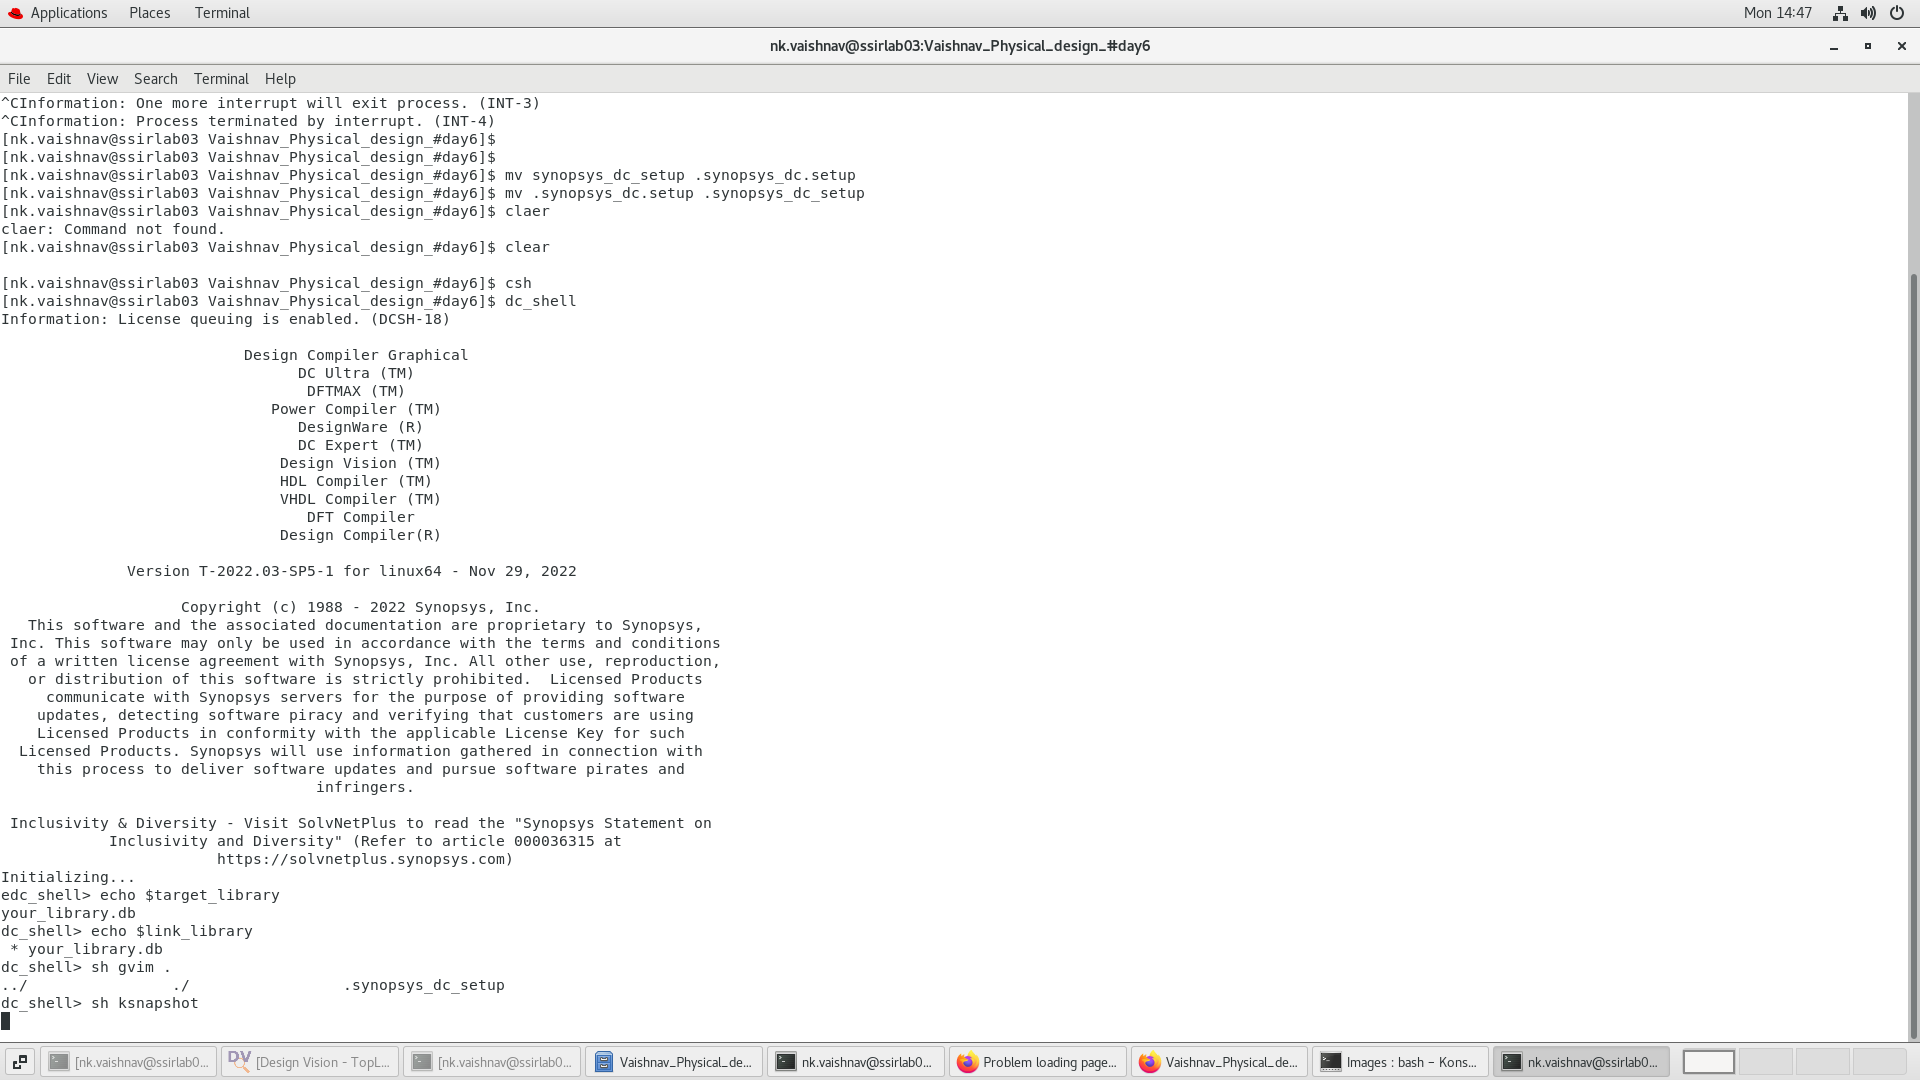 Applications Places Terminal Mon 14:47
nk.vaishnav@ssirlab03:Vaishnav_Physical_design_#day6
File Edit View Search Terminal Help
^CInformation: One more interrupt will exit process. (INT-3)
^CInformation: Process terminated by interrupt. (INT-4)
[nk.vaishnav@ssirlab03 Vaishnav_Physical_design_#day6]$
[nk.vaishnav@ssirlab03 Vaishnav_Physical_design_#day6]$
[nk.vaishnav@ssirlab03 Vaishnav_Physical_design_#day6]$ mv synopsys_dc_setup .synopsys_dc.setup
[nk.vaishnav@ssirlab03 Vaishnav_Physical_design_#day6]$ mv .synopsys_dc.setup .synopsys_dc_setup
[nk.vaishnav@ssirlab03 Vaishnav_Physical_design_#day6]$ claer
claer: Command not found.
[nk.vaishnav@ssirlab03 Vaishnav_Physical_design_#day6]$ clear
[nk.vaishnav@ssirlab03 Vaishnav_Physical_design_#day6]$ csh
[nk.vaishnav@ssirlab03 Vaishnav_Physical_design_#day6]$ dc_shell
Information: License queuing is enabled. (DCSH-18)
Design Compiler Graphical
DC Ultra (TM)
DFTMAX (TM)
Power Compiler (TM)
DesignWare (R)
DC Expert (TM)
Design Vision (TM)
HDL Compiler (TM)
VHDL Compiler (TM)
DFT Compiler
Design Compiler(R)
Version T-2022.03-SP5-1 for linux64 - Nov 29, 2022
Copyright (c) 1988 - 2022 Synopsys, Inc.
This software and the associated documentation are proprietary to Synopsys,
Inc. This software may only be used in accordance with the terms and conditions
of a written license agreement with Synopsys, Inc. All other use, reproduction,
or distribution of this software is strictly prohibited.  Licensed Products
communicate with Synopsys servers for the purpose of providing software
updates, detecting software piracy and verifying that customers are using
Licensed Products in conformity with the applicable License Key for such
Licensed Products. Synopsys will use information gathered in connection with
this process to deliver software updates and pursue software pirates and
infringers.
Inclusivity & Diversity - Visit SolvNetPlus to read the "Synopsys Statement on
Inclusivity and Diversity" (Refer to article 000036315 at
https://solvnetplus.synopsys.com)
Initializing...
edc_shell> echo $target_library
your_library.db
dc_shell> echo $link_library
* your_library.db
dc_shell> sh gvim .
../ ./ .synopsys_dc_setup
dc_shell> sh ksnapshot
[nk.vaishnav@ssirlab0... DV [Design Vision - TopL... [nk.vaishnav@ssirlab0... Vaishnav_Physical_de... nk.vaishnav@ssirlab0... Problem loading page... Vaishnav_Physical_de... Images : bash – Kons... nk.vaishnav@ssirlab0...